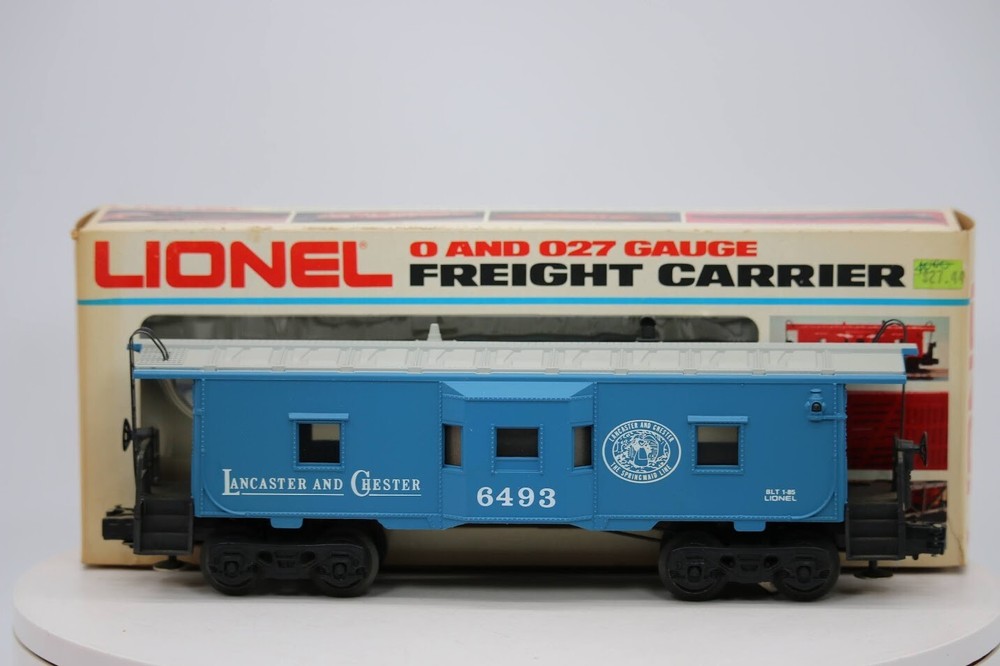 LIONEL®
O AND O27 GAUGE
FREIGHT CARRIER
LANCASTER AND CHESTER
6493
LANCASTER AND CHESTER
THE SPRINGMAID LINE
BLT 1-85
LIONEL